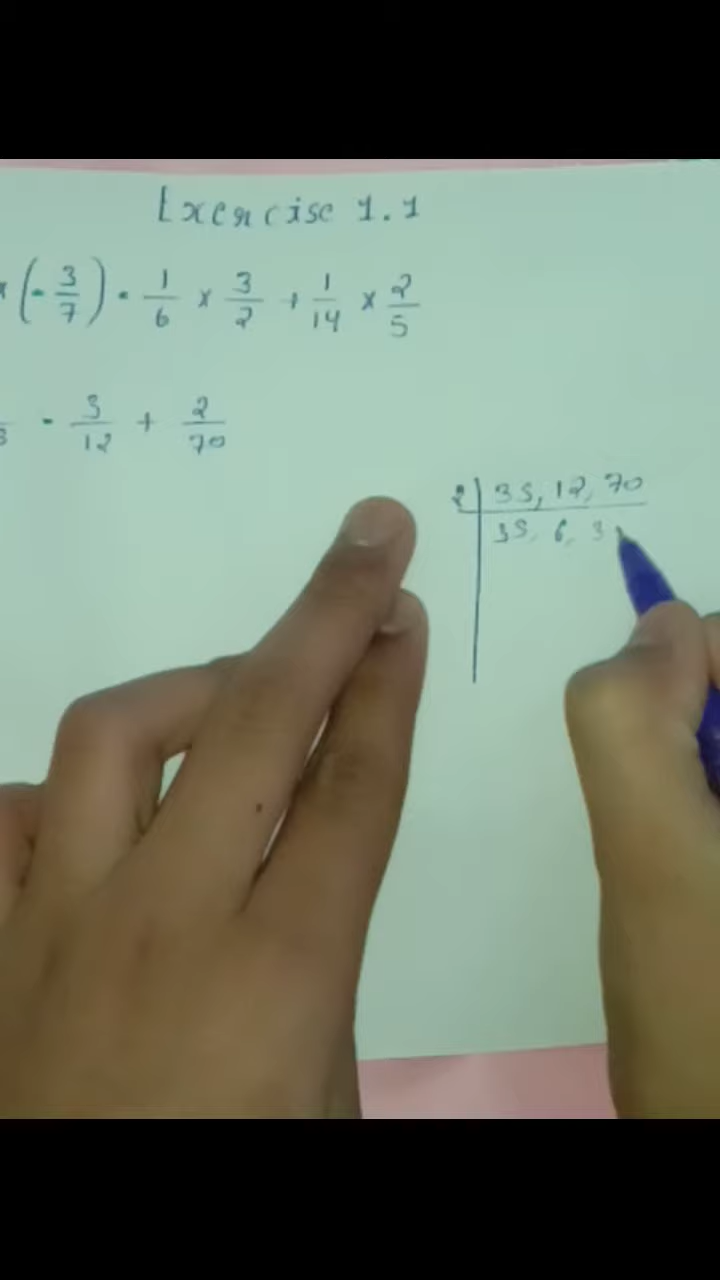 Exercise 1.1
× (- 3/7) - 1/6 × 3/2 + 1/14 × 2/5
- 3/12 + 2/70
2 | 35, 12, 70
35, 6, 3